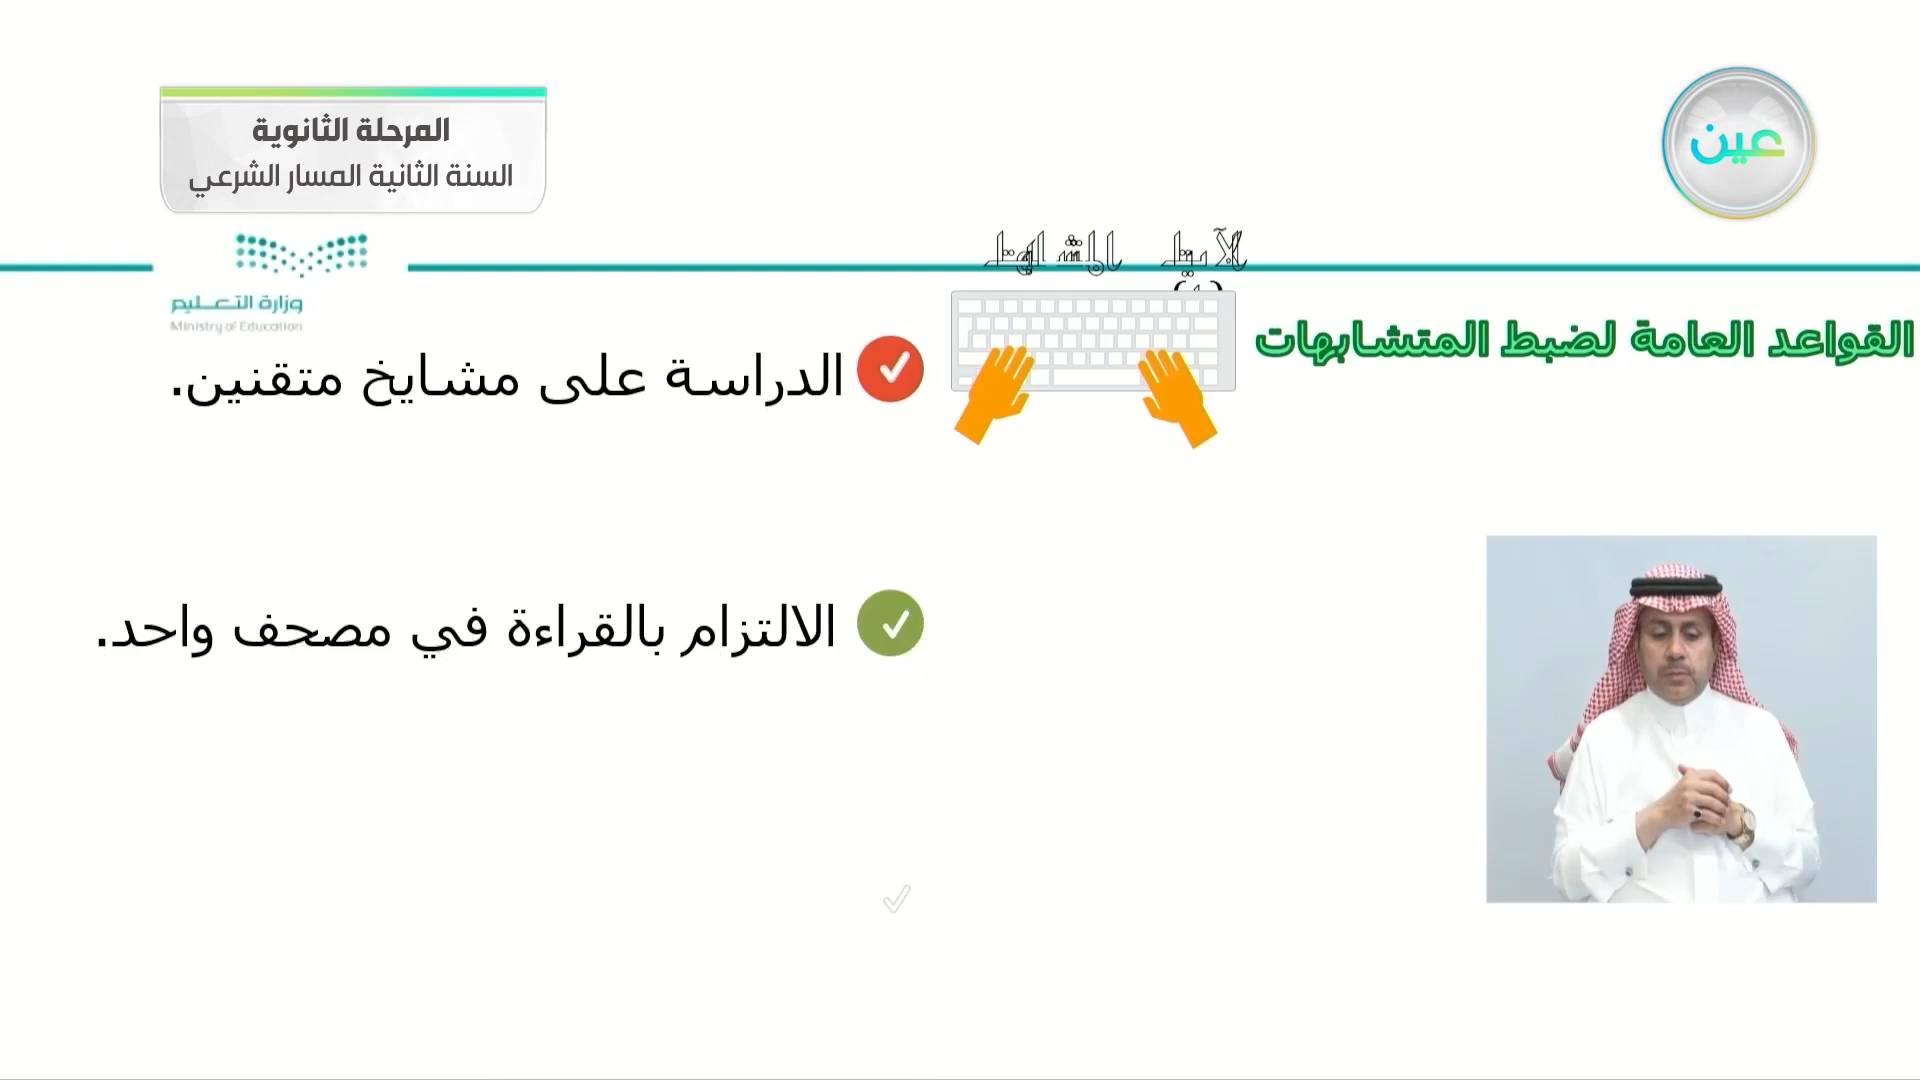 المرحلة الثانوية
السنة الثانية المسار الشرعي
عين
وزارة التعليم
Ministry of Education
القواعد العامة لضبط المتشابهات
الدراسة على مشايخ متقنين.
الالتزام بالقراءة في مصحف واحد.